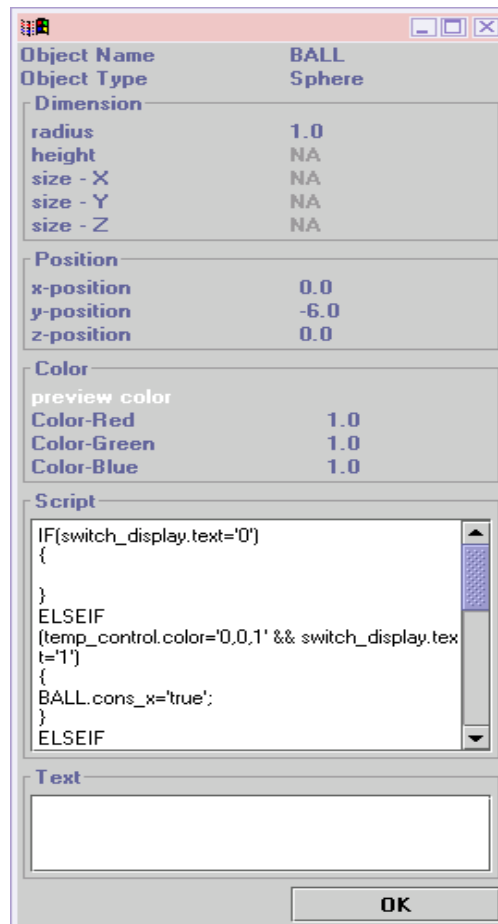 Object Name BALL
Object Type Sphere
Dimension
radius 1.0
height NA
size - X NA
size - Y NA
size - Z NA
Position
x-position 0.0
y-position -6.0
z-position 0.0
Color
preview color
Color-Red 1.0
Color-Green 1.0
Color-Blue 1.0
Script
IF(switch_display.text='0')
{
}
ELSEIF
(temp_control.color='0,0,1' && switch_display.tex
t='1')
{
BALL.cons_x='true';
}
ELSEIF
Text
OK